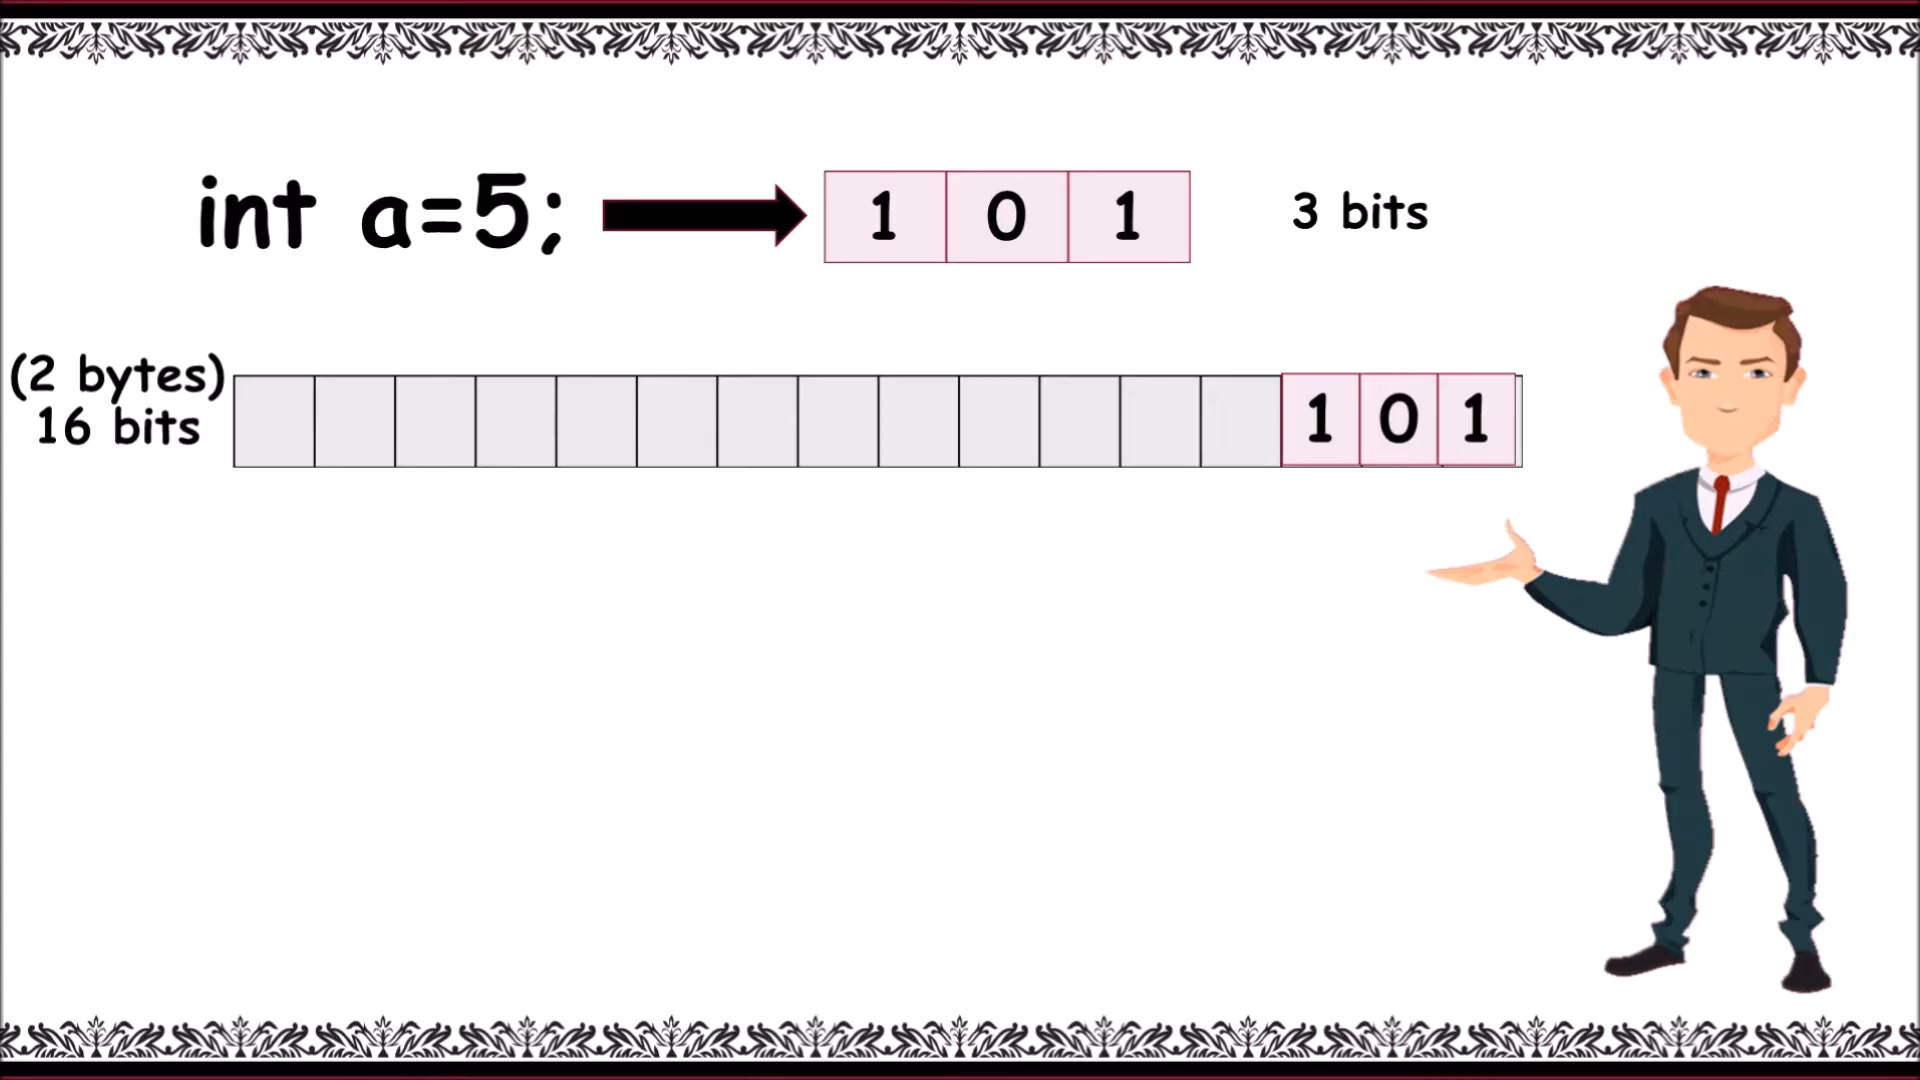 int a=5; 1 0 1 3 bits
(2 bytes)
16 bits
1 0 1